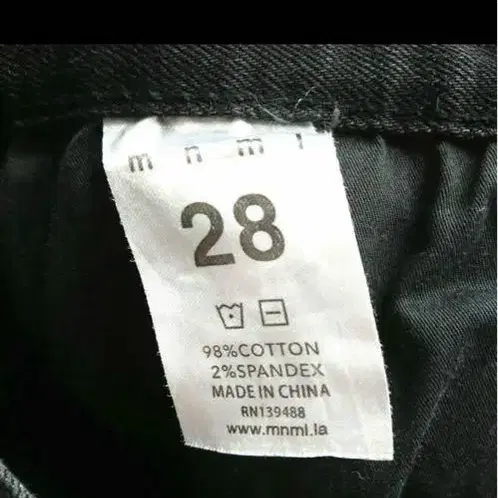 m n m l
28
98%COTTON
2%SPANDEX
MADE IN CHINA
RN139488
www.mnml.la